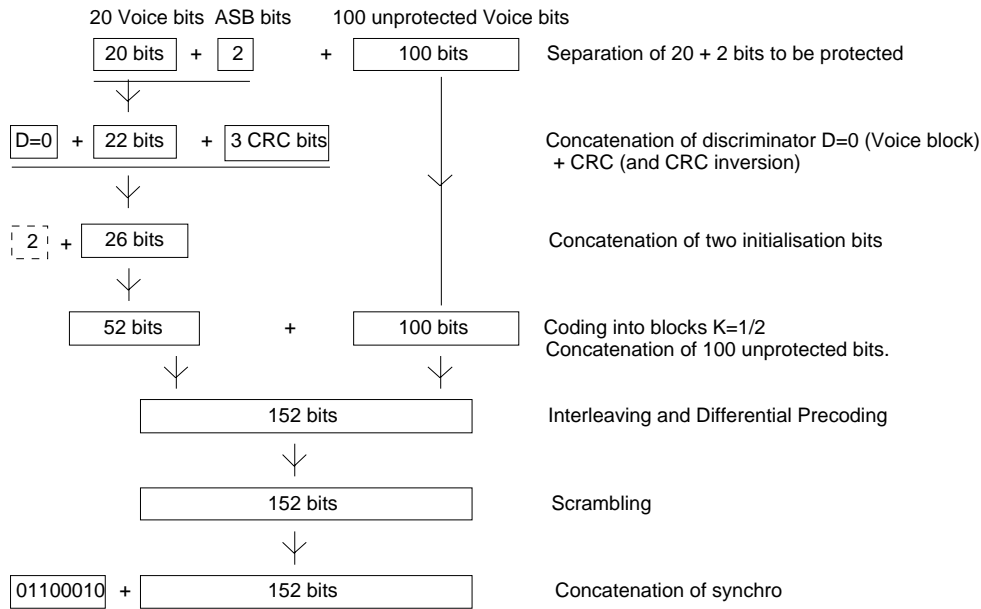 20 Voice bits ASB bits 100 unprotected Voice bits
20 bits + 2 + 100 bits Separation of 20 + 2 bits to be protected
D=0 + 22 bits + 3 CRC bits Concatenation of discriminator D=0 (Voice block)
+ CRC (and CRC inversion)
2 + 26 bits Concatenation of two initialisation bits
52 bits + 100 bits Coding into blocks K=1/2
Concatenation of 100 unprotected bits.
152 bits Interleaving and Differential Precoding
152 bits Scrambling
01100010 + 152 bits Concatenation of synchro